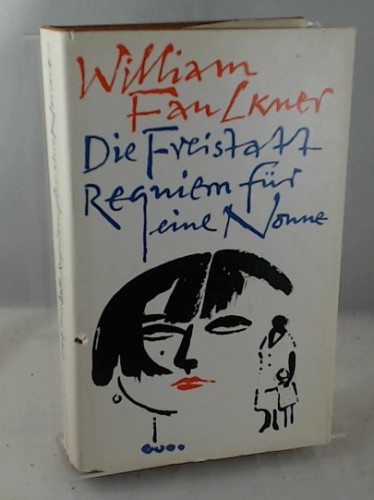 William
Faulkner
Die Freistatt
Requiem für
eine Nonne